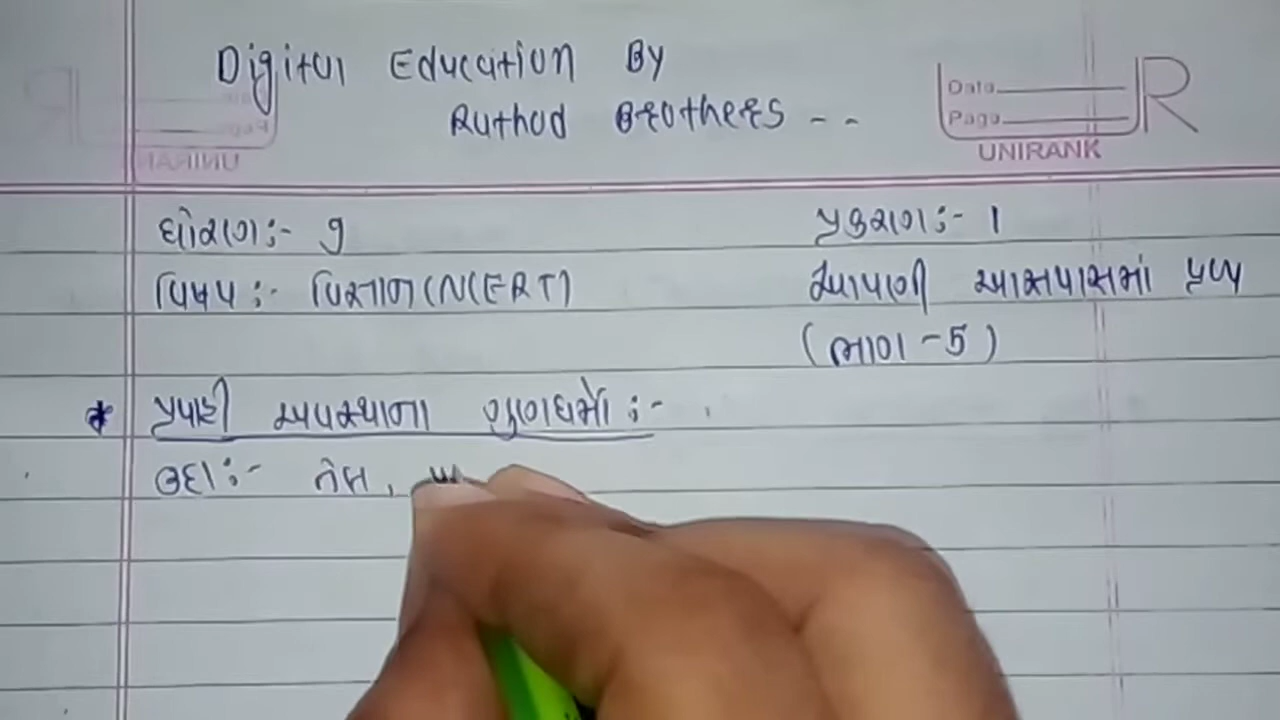 Digital Education By
Rathod Brothers - -
Date
Page
UNIRANK
ધોરણ :- 9
પ્રકરણ :- 1
વિષય :- વિજ્ઞાન (NCERT)
આપણી આસપાસમાં દ્રવ્ય
(ભાગ - 5)
* પ્રવાહી અવસ્થાના ગુણધર્મો :-
ઉદા :- તેલ,